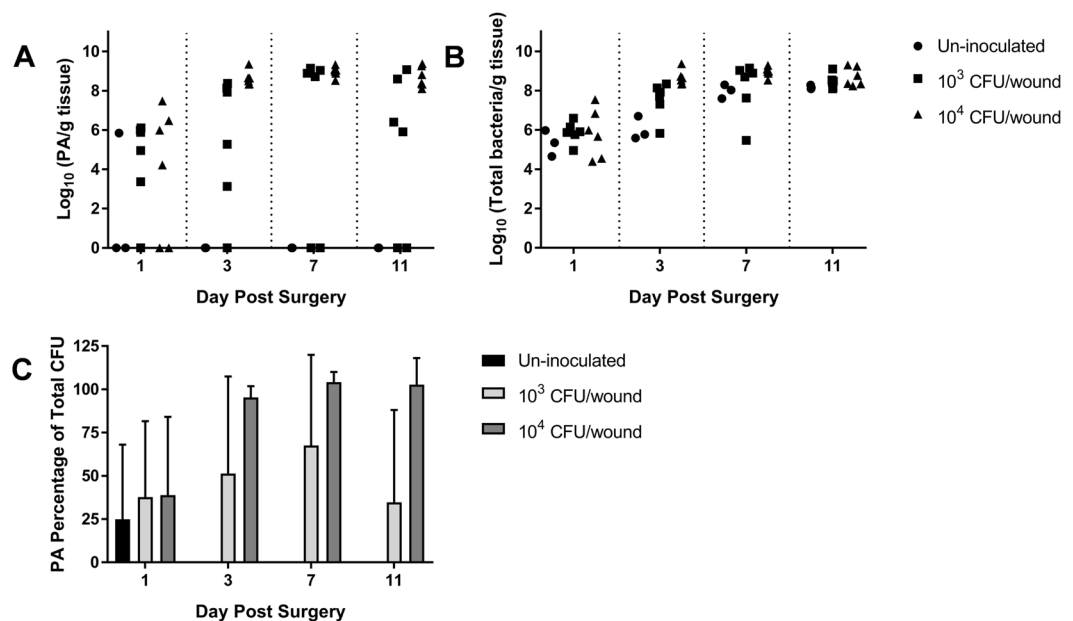 A
Log10 (PA/g tissue)
10
8
6
4
2
0
1 3 7 11
Day Post Surgery
B
Log10 (Total bacteria/g tissue)
10
8
6
4
2
0
1 3 7 11
Day Post Surgery
Un-inoculated
10³ CFU/wound
10⁴ CFU/wound
C
PA Percentage of Total CFU
125
100
75
50
25
0
1 3 7 11
Day Post Surgery
Un-inoculated
10³ CFU/wound
10⁴ CFU/wound